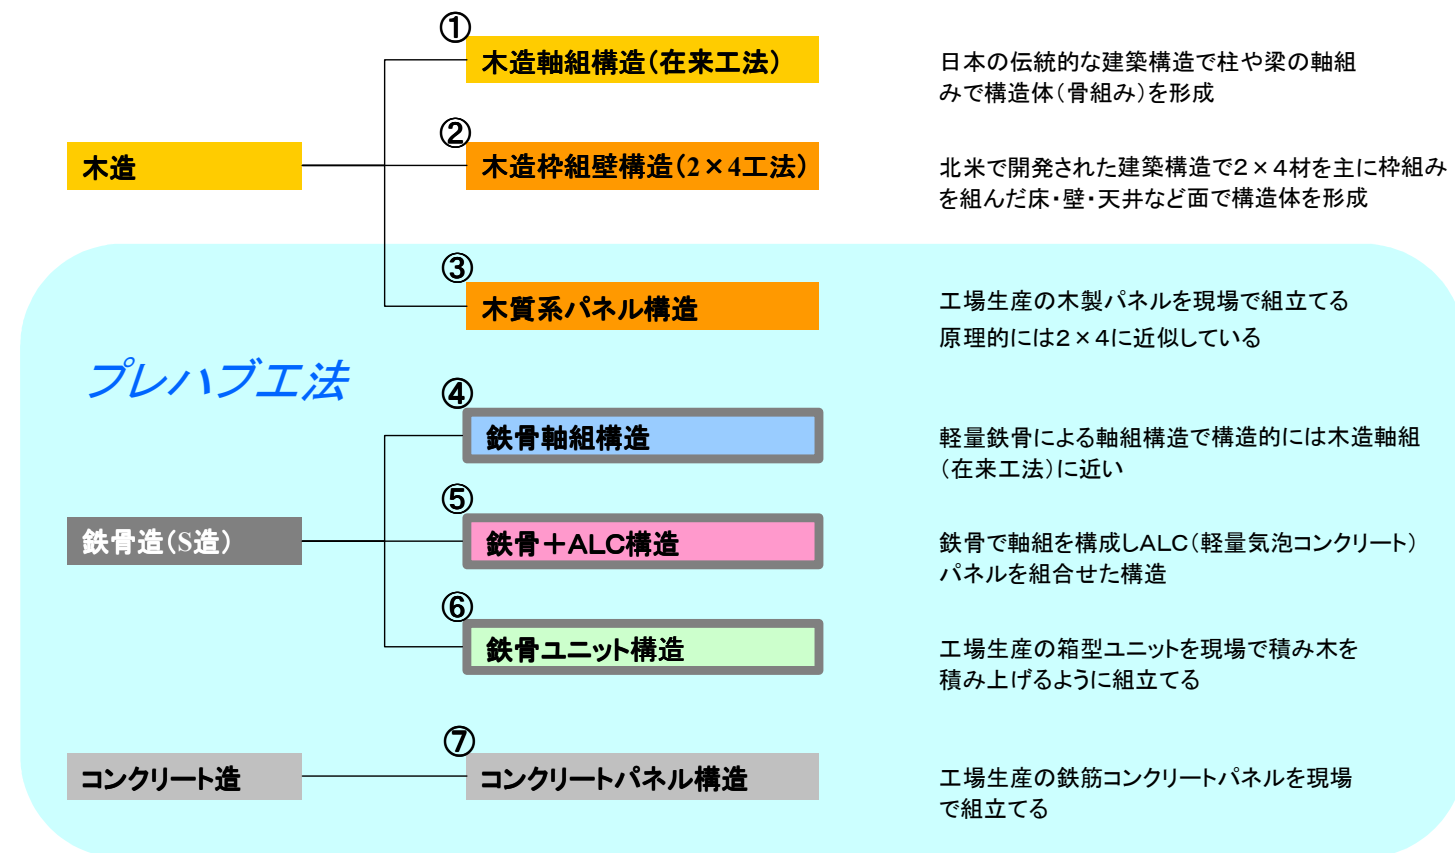 ①
木造軸組構造(在来工法)
日本の伝統的な建築構造で柱や梁の軸組
みで構造体(骨組み)を形成
木造
②
木造枠組壁構造(2×4工法)
北米で開発された建築構造で2×4材を主に枠組み
を組んだ床・壁・天井など面で構造体を形成
③
木質系パネル構造
工場生産の木製パネルを現場で組立てる
原理的には2×4に近似している
プレハブ工法
④
鉄骨軸組構造
軽量鉄骨による軸組構造で構造的には木造軸組
(在来工法)に近い
鉄骨造(S造)
⑤
鉄骨+ALC構造
鉄骨で軸組を構成しALC(軽量気泡コンクリート)
パネルを組合せた構造
⑥
鉄骨ユニット構造
工場生産の箱型ユニットを現場で積み木を
積み上げるように組立てる
コンクリート造
⑦
コンクリートパネル構造
工場生産の鉄筋コンクリートパネルを現場
で組立てる